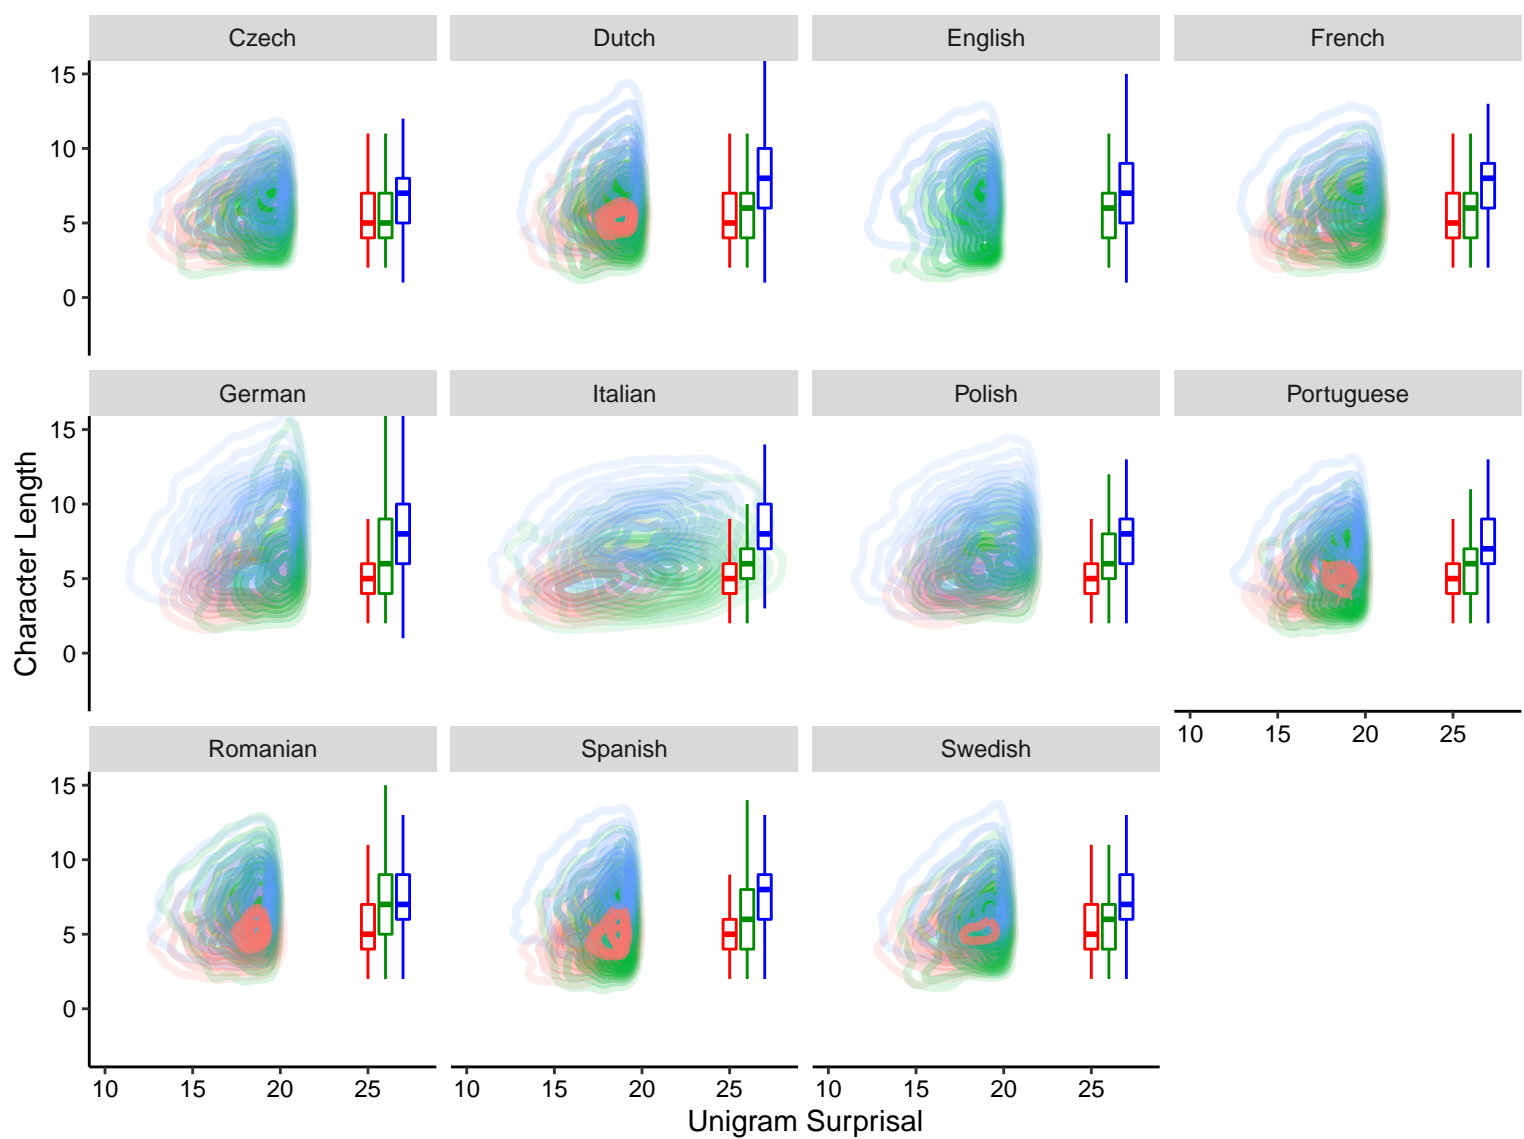 Czech Dutch English French
15
10
5
0
German Italian Polish Portuguese
15
10
5
0
10 15 20 25
Romanian Spanish Swedish
15
10
5
0
10 15 20 25 10 15 20 25 10 15 20 25
Unigram Surprisal
Character Length